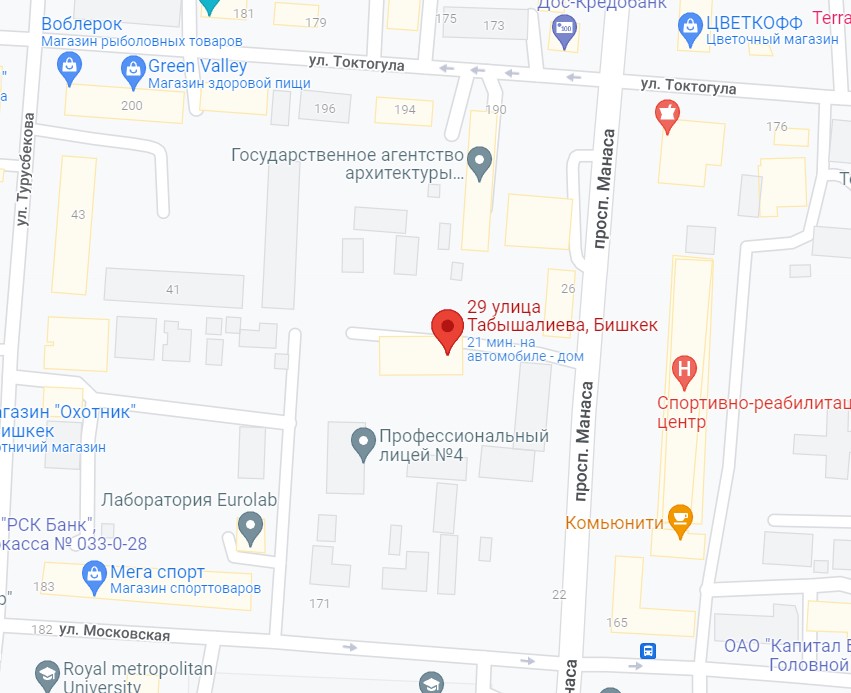 Дос-Кредобанк
181
179
175
173
Воблерок
Магазин рыболовных товаров
ЦВЕТКОФФ
Цветочный магазин
Terra
Green Valley
Магазин здоровой пищи
ул. Токтогула
ул. Токтогула
200
196
194
190
176
ул. Турусбекова
Государственное агентство
архитектуры...
просп. Манаса
43
41
26
29 улица
Табышалиева, Бишкек
21 мин. на
автомобиле - дом
H
Спортивно-реабилитац
центр
агазин "Охотник"
ишкек
отничий магазин
просп. Манаса
Профессиональный
лицей №4
Лаборатория Eurolab
"РСК Банк",
касса № 033-0-28
Комьюнити
Мега спорт
Магазин спорттоваров
183
р"
171
22
165
182
ул. Московская
ОАО "Капитал Б
Головной
Royal metropolitan
University
наса